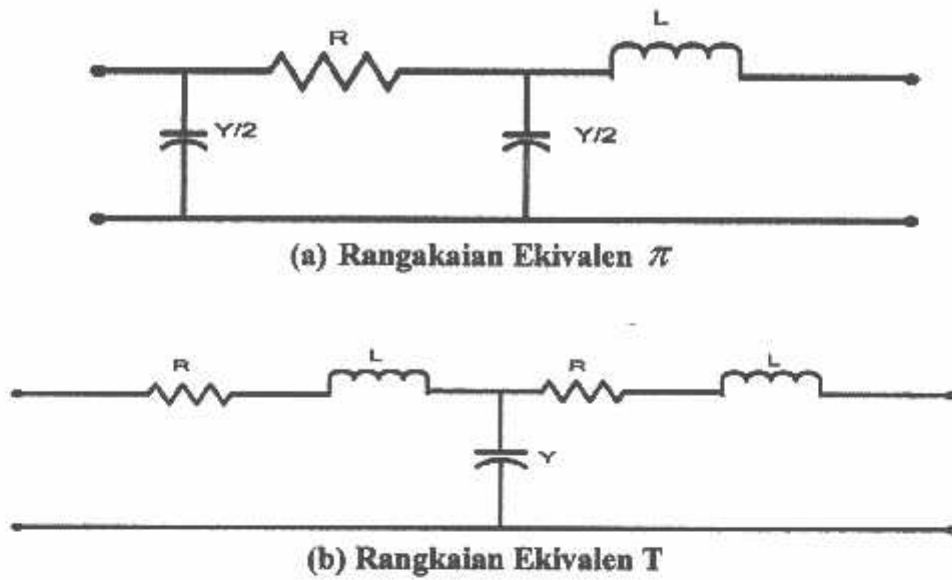 R
L
Y/2
Y/2
(a) Rangakaian Ekivalen π
R
L
R
L
Y
(b) Rangkaian Ekivalen T